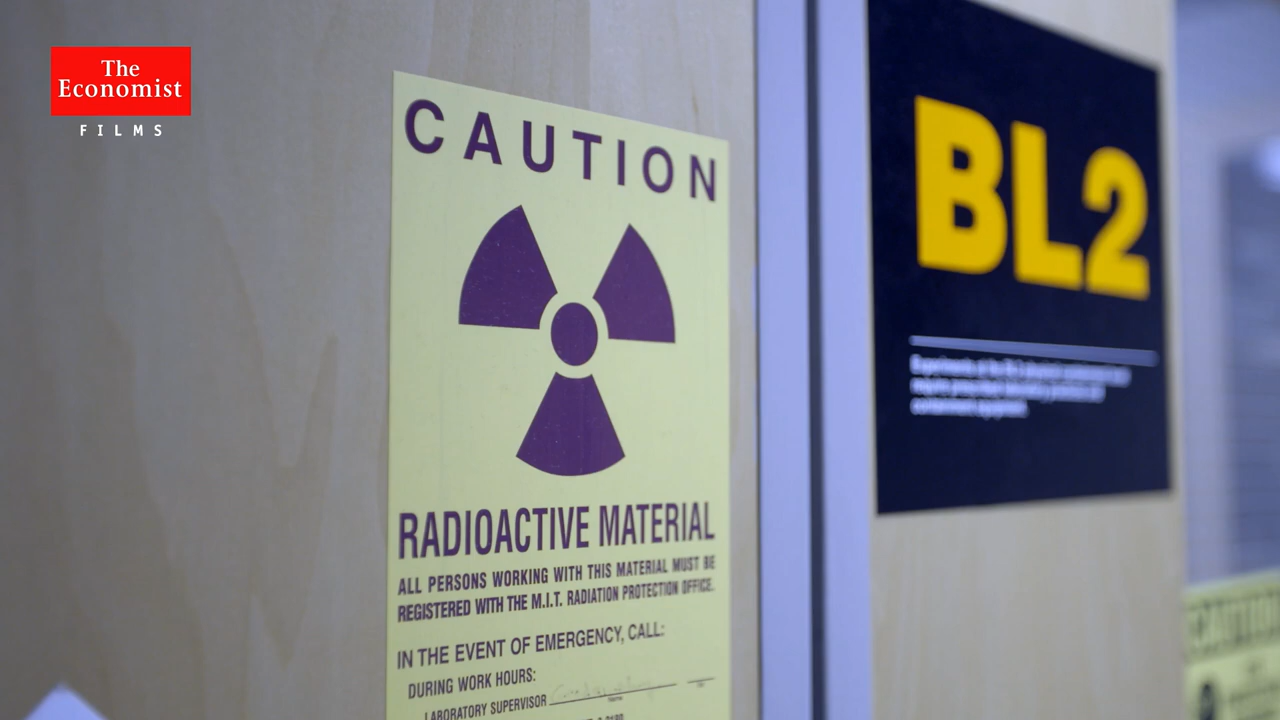 The
Economist
FILMS
CAUTION
RADIOACTIVE MATERIAL
ALL PERSONS WORKING WITH THIS MATERIAL MUST BE
REGISTERED WITH THE M.I.T. RADIATION PROTECTION OFFICE.
IN THE EVENT OF EMERGENCY, CALL:
DURING WORK HOURS:
LABORATORY SUPERVISOR
BL2
CAUTION